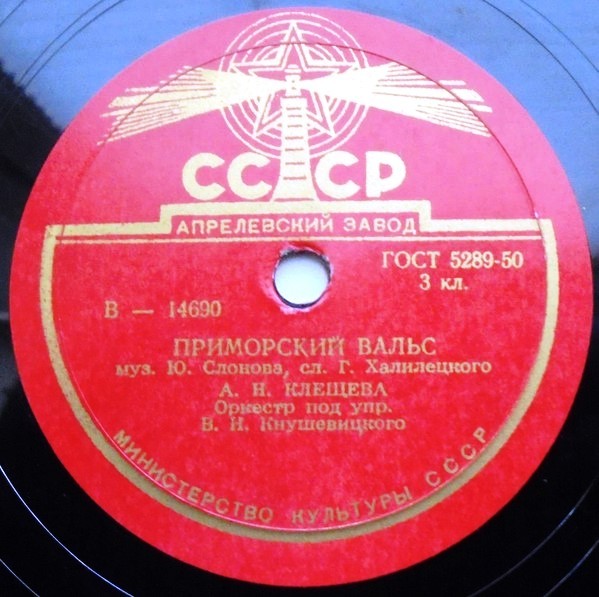 СССР
АПРЕЛЕВСКИЙ ЗАВОД
ГОСТ 5289-50
3 кл.
В — 14690
ПРИМОРСКИЙ ВАЛЬС
муз. Ю. Слонова, сл. Г. Халилецкого
А. Н. КЛЕЩЕВА
Оркестр под упр.
В. Н. Кнушевицкого
МИНИСТЕРСТВО КУЛЬТУРЫ СССР